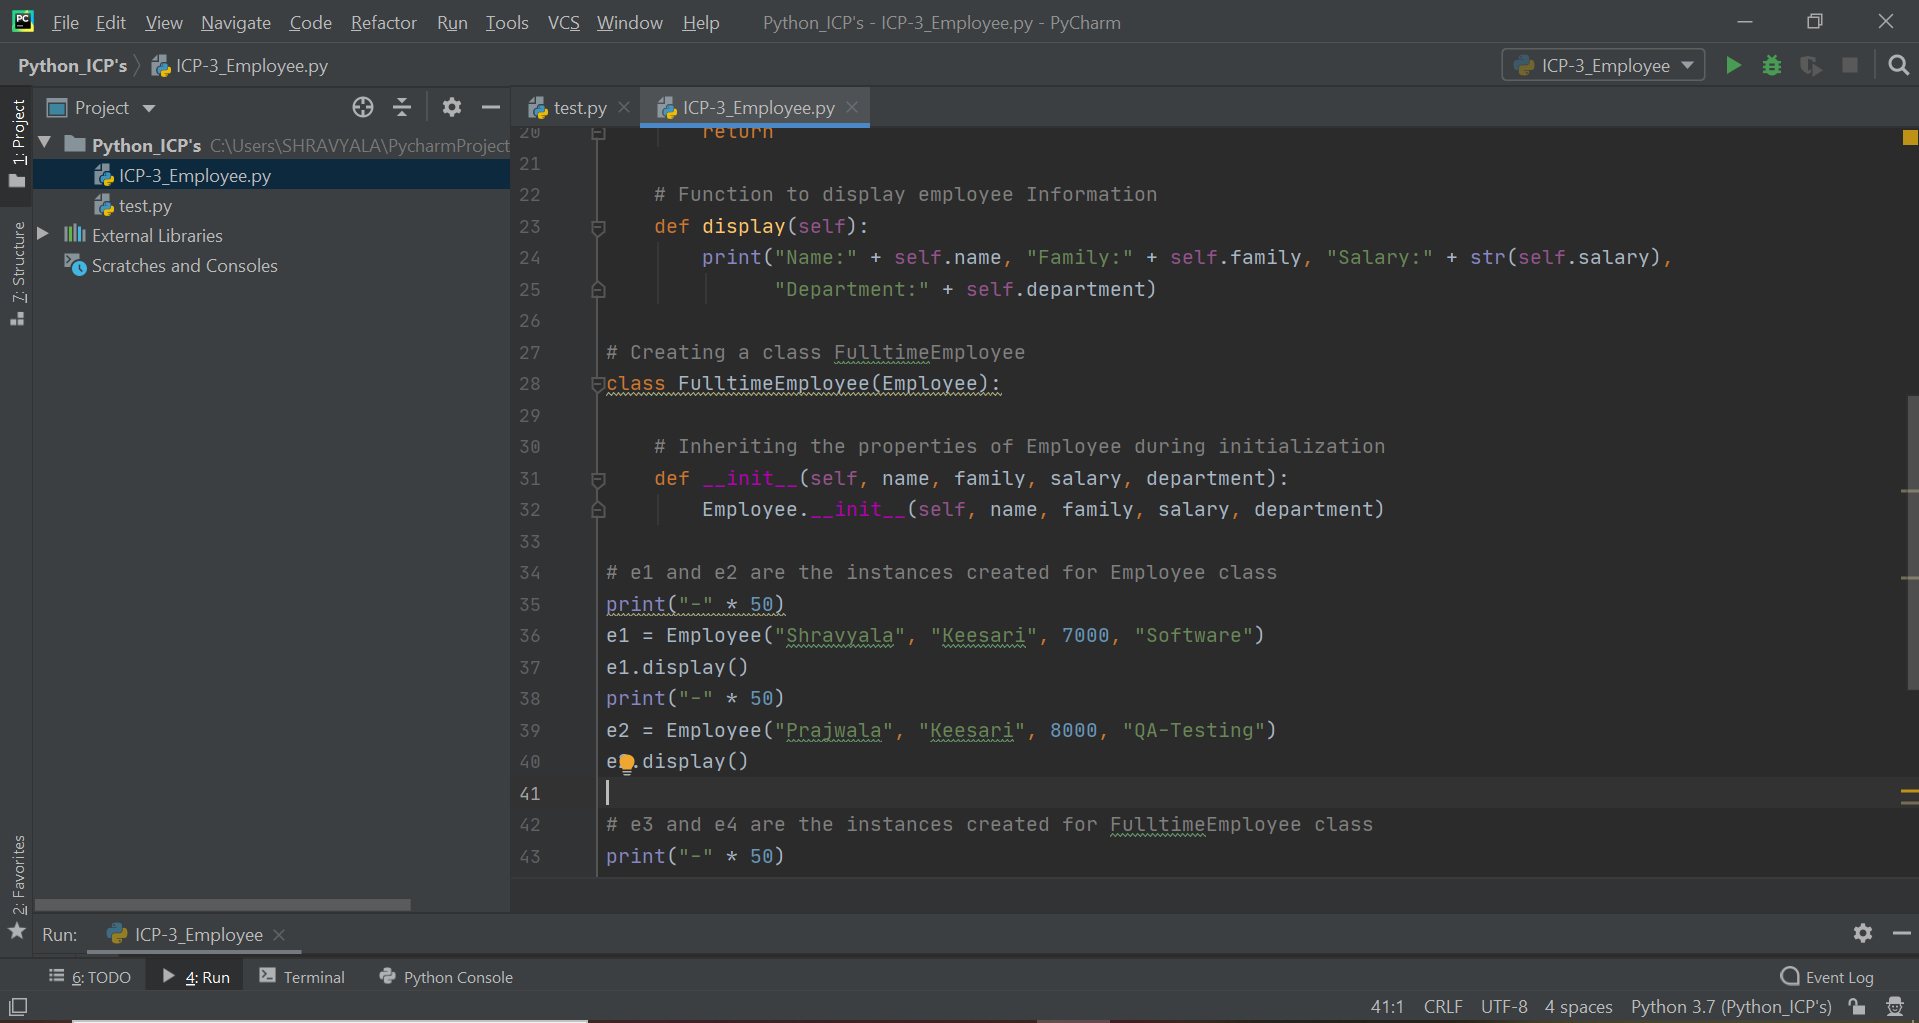 File Edit View Navigate Code Refactor Run Tools VCS Window Help Python_ICP's - ICP-3_Employee.py - PyCharm
Python_ICP's ICP-3_Employee.py ICP-3_Employee
1: Project
7: Structure
2: Favorites
Project
Python_ICP's C:\Users\SHRAVYALA\PycharmProject
ICP-3_Employee.py
test.py
External Libraries
Scratches and Consoles
test.py ICP-3_Employee.py
20 return
21
22 # Function to display employee Information
23 def display(self):
24 print("Name:" + self.name, "Family:" + self.family, "Salary:" + str(self.salary),
25 "Department:" + self.department)
26
27 # Creating a class FulltimeEmployee
28 class FulltimeEmployee(Employee):
29
30 # Inheriting the properties of Employee during initialization
31 def __init__(self, name, family, salary, department):
32 Employee.__init__(self, name, family, salary, department)
33
34 # e1 and e2 are the instances created for Employee class
35 print("-" * 50)
36 e1 = Employee("Shravyala", "Keesari", 7000, "Software")
37 e1.display()
38 print("-" * 50)
39 e2 = Employee("Prajwala", "Keesari", 8000, "QA-Testing")
40 .display()
41
42 # e3 and e4 are the instances created for FulltimeEmployee class
43 print("-" * 50)
Run: ICP-3_Employee
6: TODO 4: Run Terminal Python Console Event Log
41:1 CRLF UTF-8 4 spaces Python 3.7 (Python_ICP's)